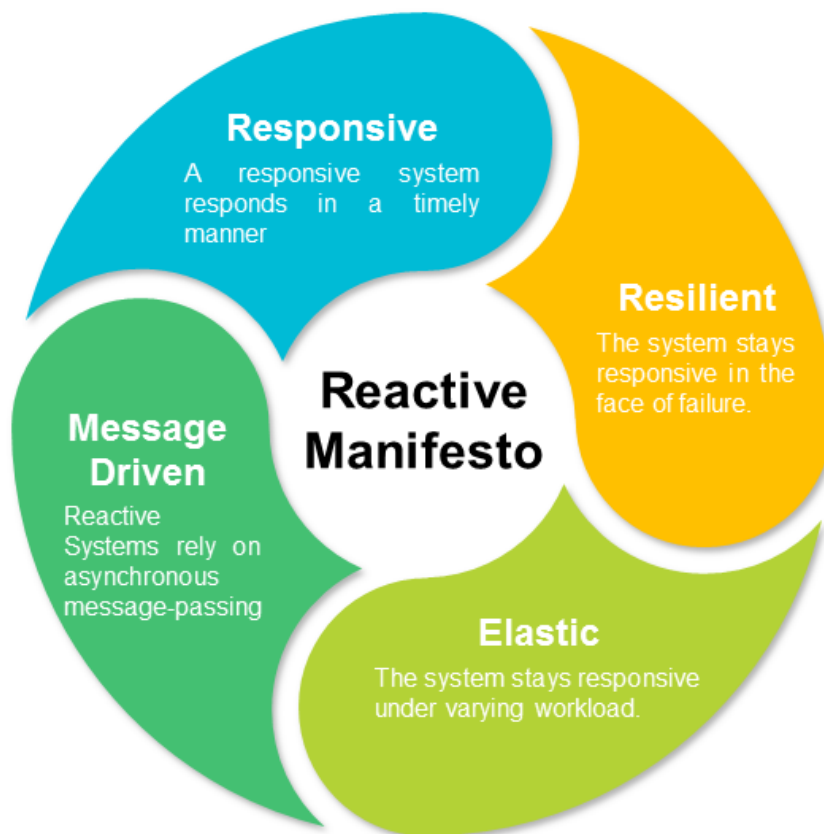 Responsive
A responsive system
responds in a timely
manner
Resilient
The system stays
responsive in the
face of failure.
Reactive
Manifesto
Message
Driven
Reactive
Systems rely on
asynchronous
message-passing
Elastic
The system stays responsive
under varying workload.